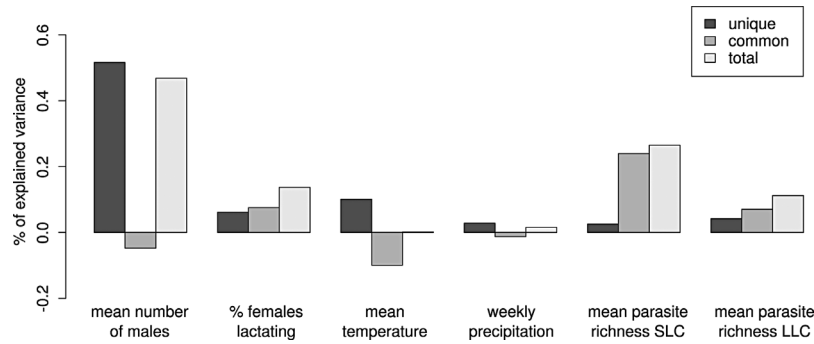 unique
common
total
% of explained variance
0.6
0.4
0.2
0.0
-0.2
mean number
of males
% females
lactating
mean
temperature
weekly
precipitation
mean parasite
richness SLC
mean parasite
richness LLC